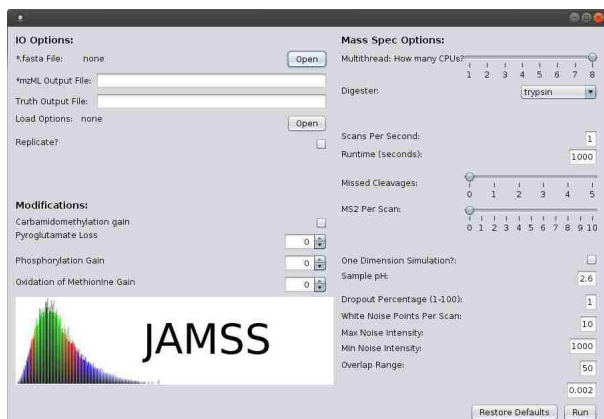 IO Options:
*.fasta File: none Open
*mzML Output File:
Truth Output File:
Load Options: none Open
Replicate?
Modifications:
Carbamidomethylation gain
Pyroglutamate Loss 0
Phosphorylation Gain 0
Oxidation of Methionine Gain 0
JAMSS
Mass Spec Options:
Multithread: How many CPUs?
1 2 3 4 5 6 7 8
Digester: trypsin
Scans Per Second: 1
Runtime (seconds): 1000
Missed Cleavages:
0 1 2 3 4 5
MS2 Per Scan:
0 1 2 3 4 5 6 7 8 9 10
One Dimension Simulation?:
Sample pH: 2.6
Dropout Percentage (1-100): 1
White Noise Points Per Scan: 10
Max Noise Intensity: 1000
Min Noise Intensity: 50
Overlap Range: 0.002
Restore Defaults Run